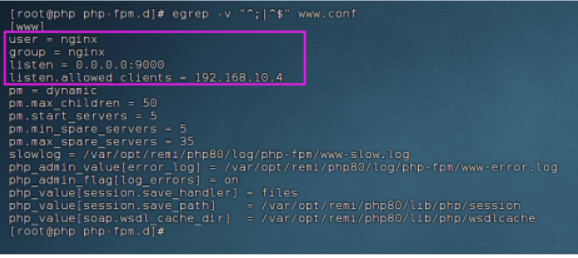 [root@php php-fpm.d]# egrep -v "^;|^$" www.conf
[www]
user = nginx
group = nginx
listen = 0.0.0.0:9000
listen.allowed_clients = 192.168.10.4
pm = dynamic
pm.max_children = 50
pm.start_servers = 5
pm.min_spare_servers = 5
pm.max_spare_servers = 35
slowlog = /var/opt/remi/php80/log/php-fpm/www-slow.log
php_admin_value[error_log] = /var/opt/remi/php80/log/php-fpm/www-error.log
php_admin_flag[log_errors] = on
php_value[session.save_handler] = files
php_value[session.save_path]    = /var/opt/remi/php80/lib/php/session
php_value[soap.wsdl_cache_dir]  = /var/opt/remi/php80/lib/php/wsdlcache
[root@php php-fpm.d]#